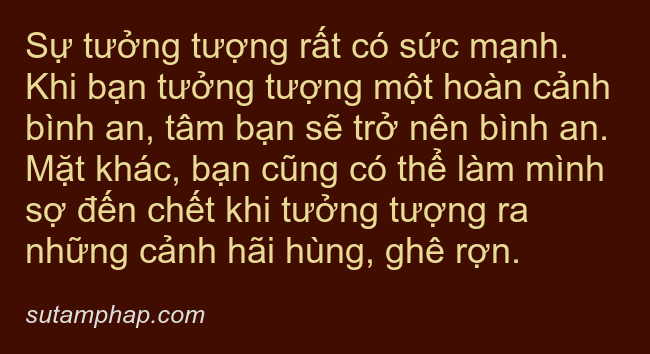 Sự tưởng tượng rất có sức mạnh.
Khi bạn tưởng tượng một hoàn cảnh
bình an, tâm bạn sẽ trở nên bình an.
Mặt khác, bạn cũng có thể làm mình
sợ đến chết khi tưởng tượng ra
những cảnh hãi hùng, ghê rợn.
sutamphap.com